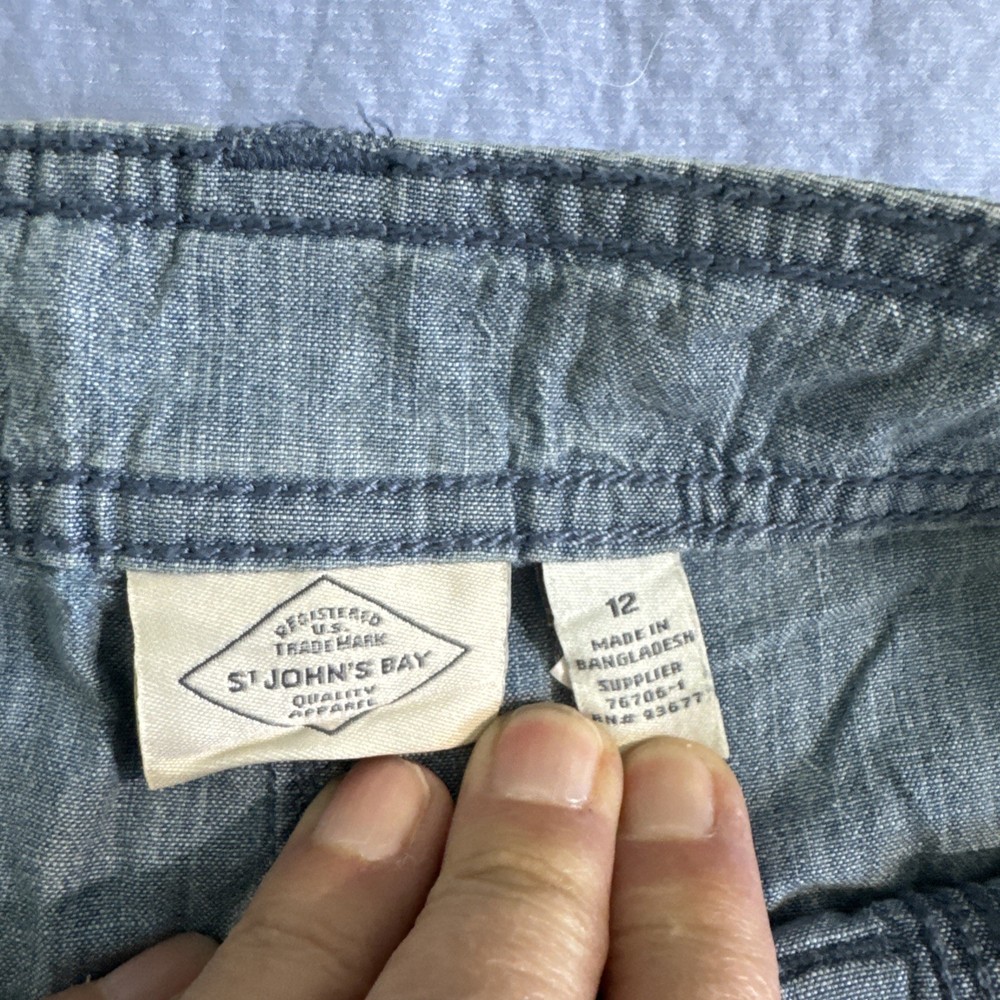 REGISTERED
U.S.
TRADE MARK
ST JOHN'S BAY
QUALITY
APPAREL
12
MADE IN
BANGLADESH
SUPPLIER
76706-1
RN# 93677